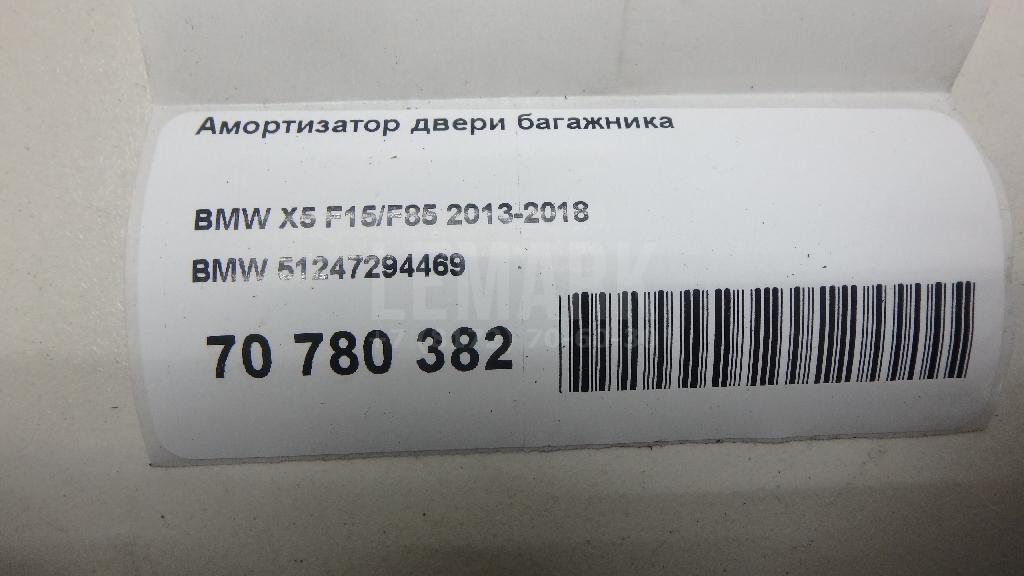 Амортизатор двери багажника
BMW X5 F15/F85 2013-2018
BMW 51247294469
LEMARK
70 780 382